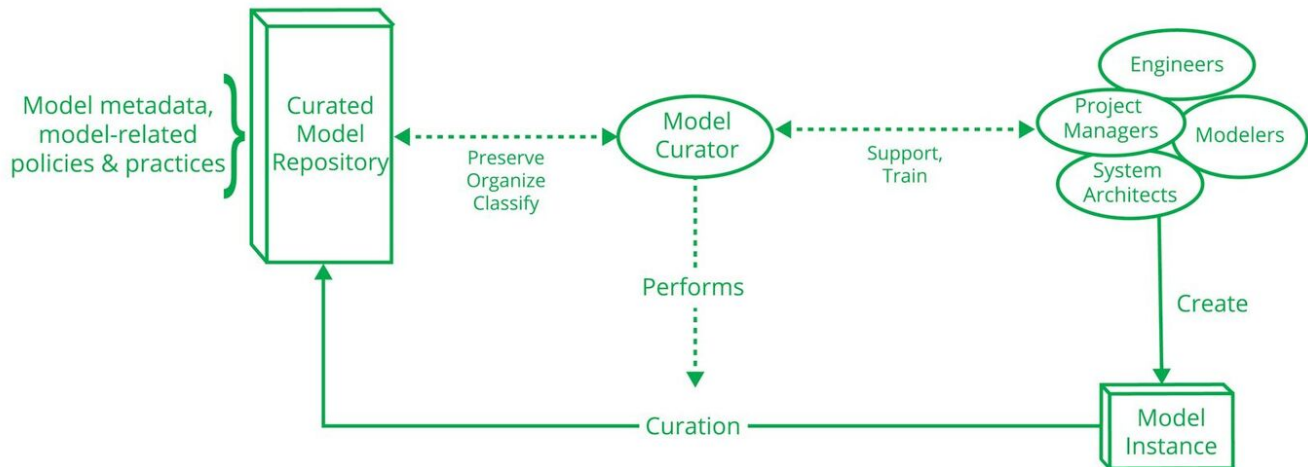 Model metadata,
model-related
policies & practices
Curated
Model
Repository
Preserve
Organize
Classify
Model
Curator
Support,
Train
Engineers
Project
Managers
Modelers
System
Architects
Performs
Create
Curation
Model
Instance